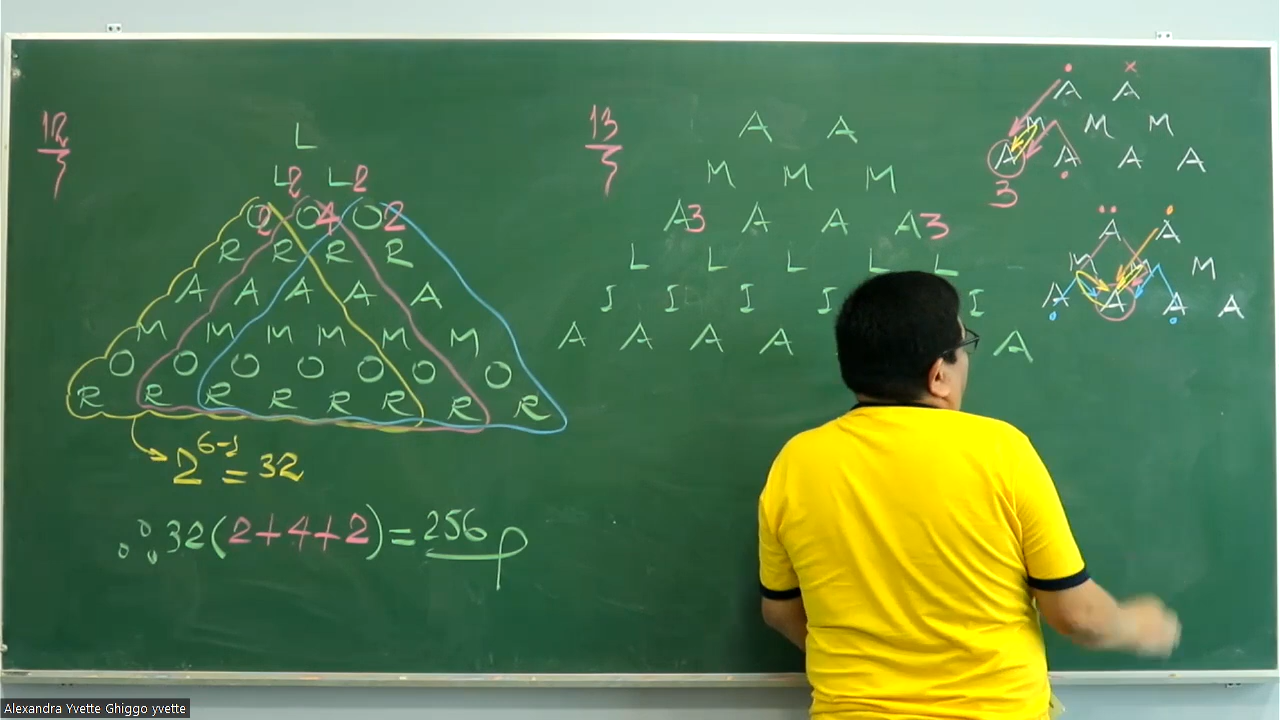 12
L
L2 L2
O2 O4 O2
R R R R
A A A A A
M M M M M M
O O O O O O O
R R R R R R R R
2^(6-1) = 32
∴ 32(2+4+2) = 256
13
A A
M M M
A3 A A A3
L L L L L
I I I I I
A A A A A
A A
M M M
A A A A
3
A A
M M M
A A A A
Alexandra Yvette Ghiggo yvette